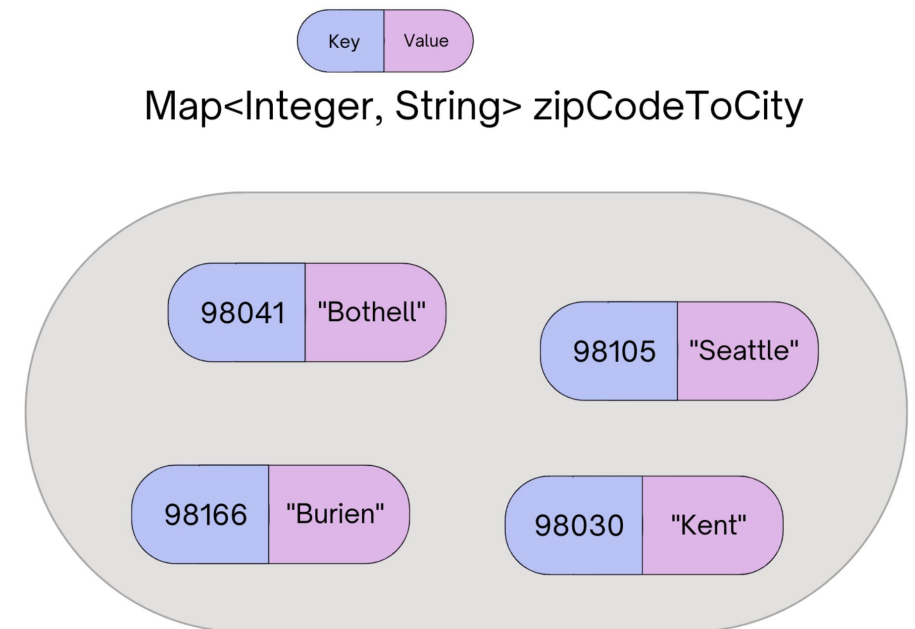 Key Value
Map<Integer, String> zipCodeToCity
98041 "Bothell"
98105 "Seattle"
98166 "Burien"
98030 "Kent"